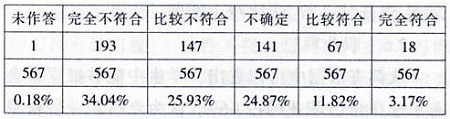 未作答 完全不符合 比较不符合 不确定 比较符合 完全符合
1 193 147 141 67 18
567 567 567 567 567 567
0.18% 34.04% 25.93% 24.87% 11.82% 3.17%